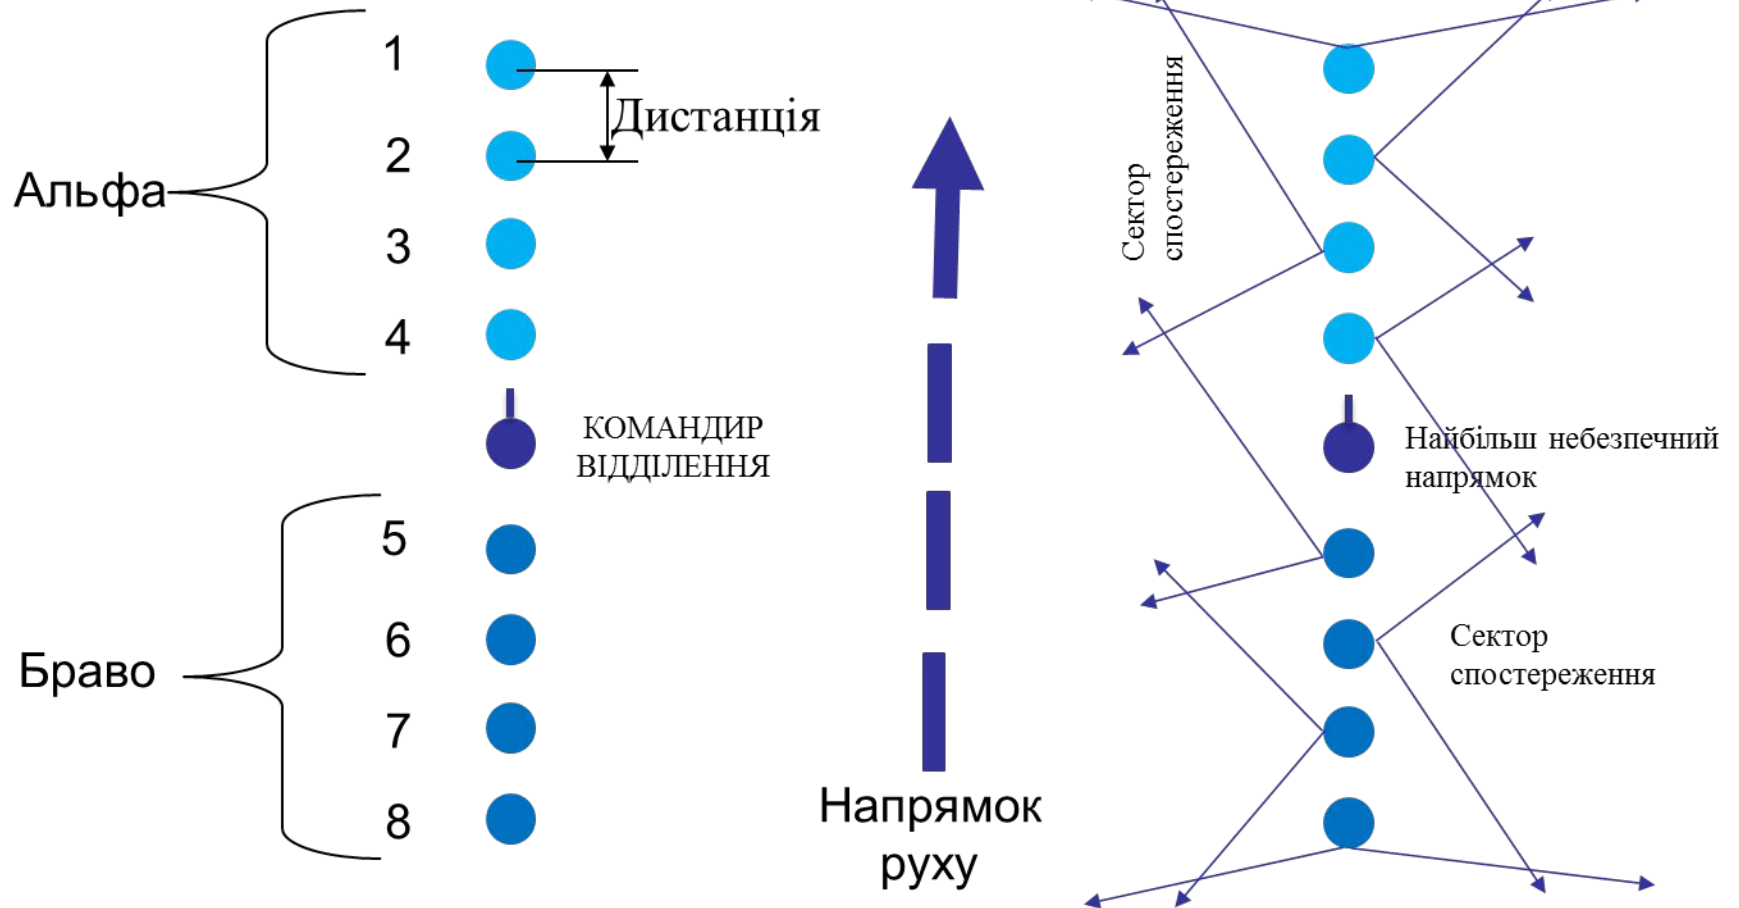 1
2
3
4
Альфа
Дистанція
КОМАНДИР
ВІДДІЛЕННЯ
5
6
7
8
Браво
Напрямок
руху
Сектор
спостереження
Найбільш небезпечний
напрямок
Сектор
спостереження